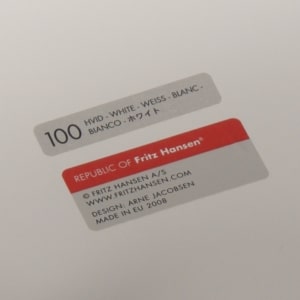 100
HVID - WHITE - WEISS - BLANC -
BIANCO - ホワイト
REPUBLIC OF Fritz Hansen®
© FRITZ HANSEN A/S
WWW.FRITZHANSEN.COM
DESIGN: ARNE JACOBSEN
MADE IN EU 2008